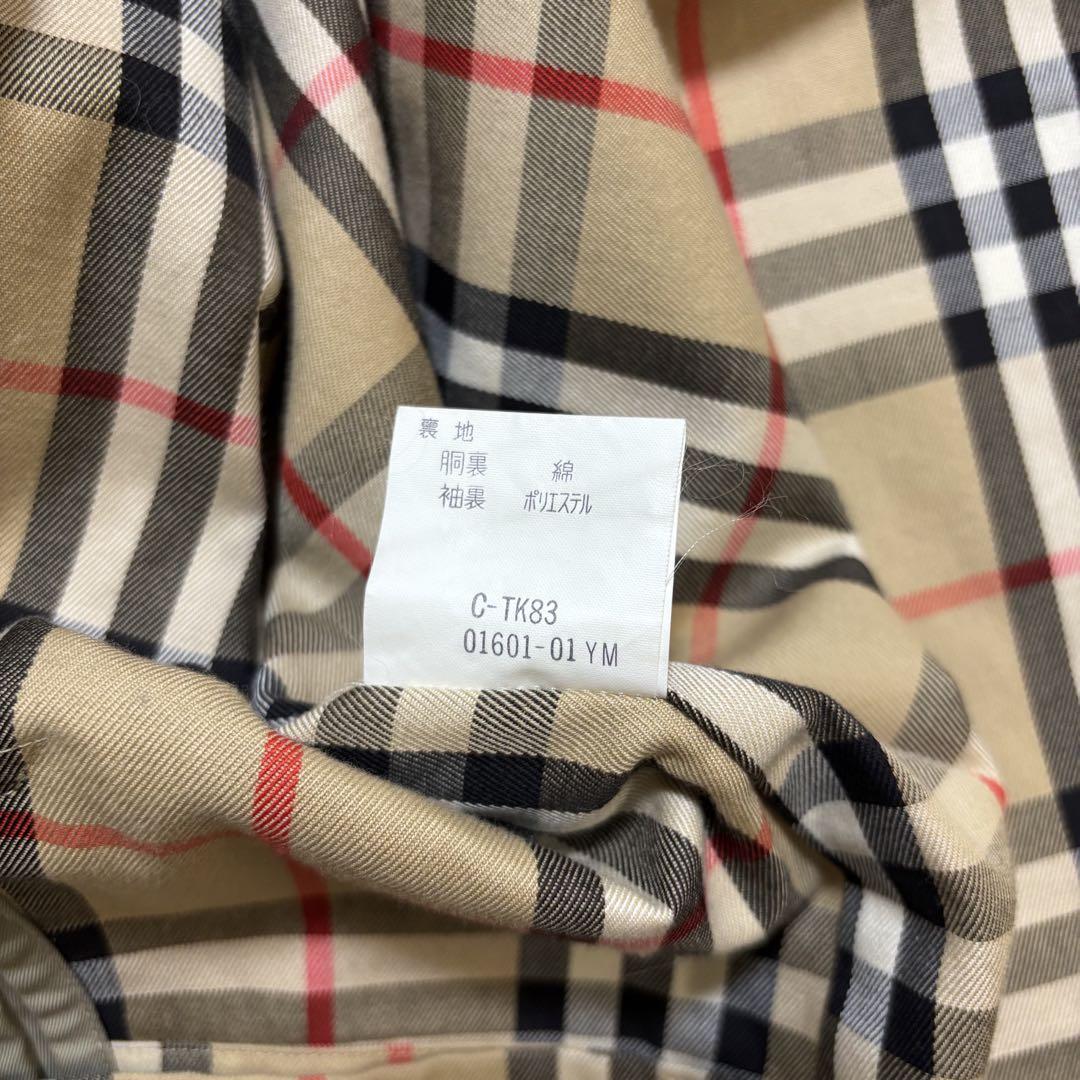 裏 地
胴裏 綿
袖裏 ポリエステル
C-TK83
01601-01 YM